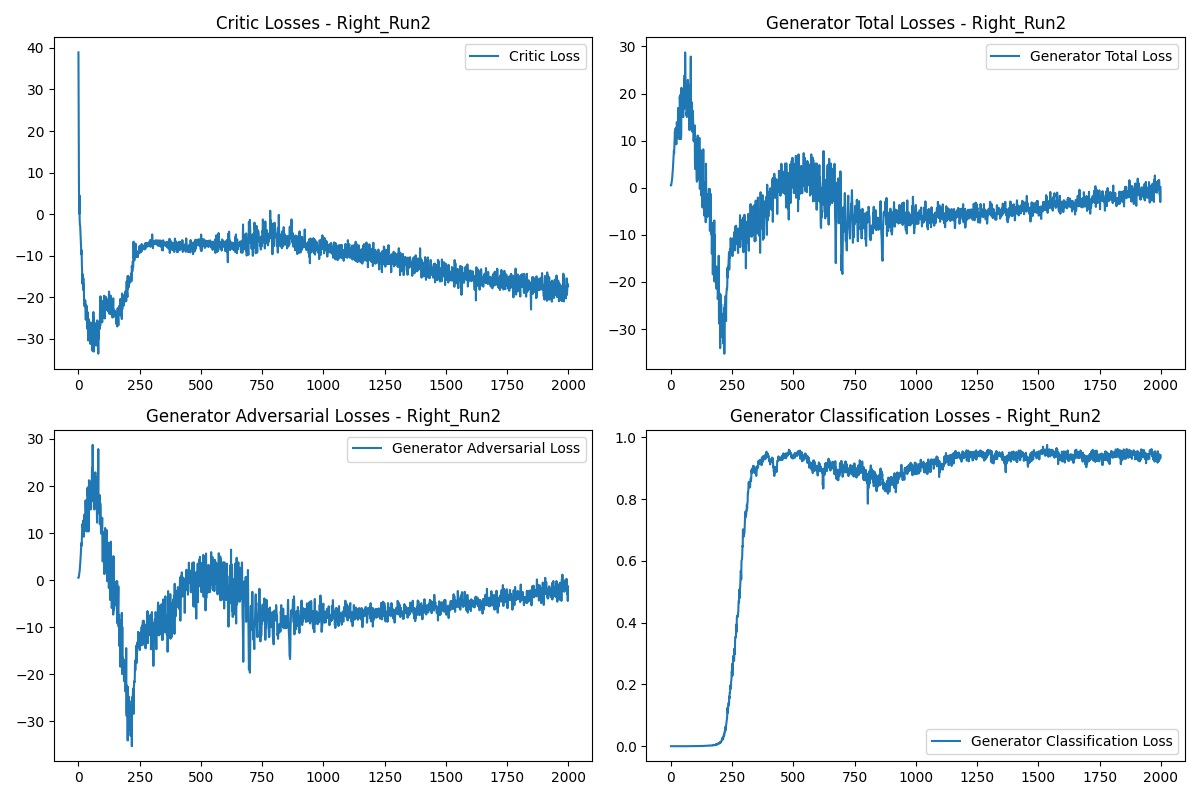 Critic Losses - Right_Run2
Critic Loss
40
30
20
10
0
−10
−20
−30
0 250 500 750 1000 1250 1500 1750 2000
Generator Total Losses - Right_Run2
Generator Total Loss
30
20
10
0
−10
−20
−30
0 250 500 750 1000 1250 1500 1750 2000
Generator Adversarial Losses - Right_Run2
Generator Adversarial Loss
30
20
10
0
−10
−20
−30
0 250 500 750 1000 1250 1500 1750 2000
Generator Classification Losses - Right_Run2
1.0
0.8
0.6
0.4
0.2
0.0
Generator Classification Loss
0 250 500 750 1000 1250 1500 1750 2000